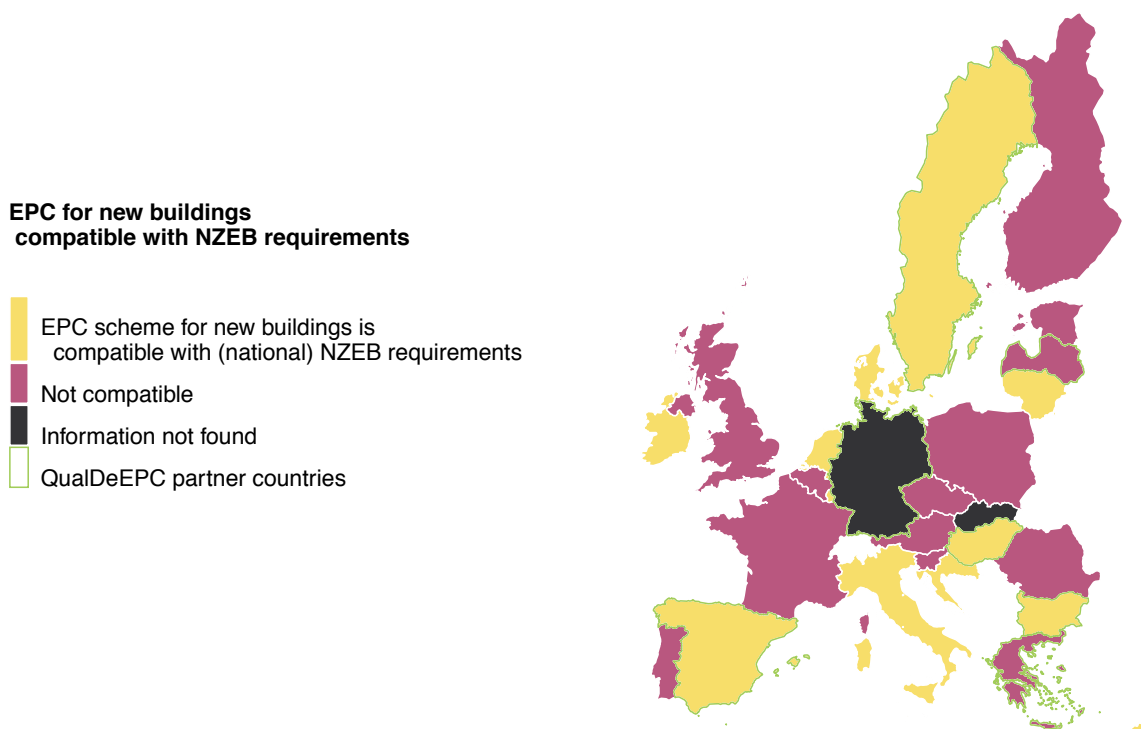 EPC for new buildings
compatible with NZEB requirements
EPC scheme for new buildings is
compatible with (national) NZEB requirements
Not compatible
Information not found
QualDeEPC partner countries